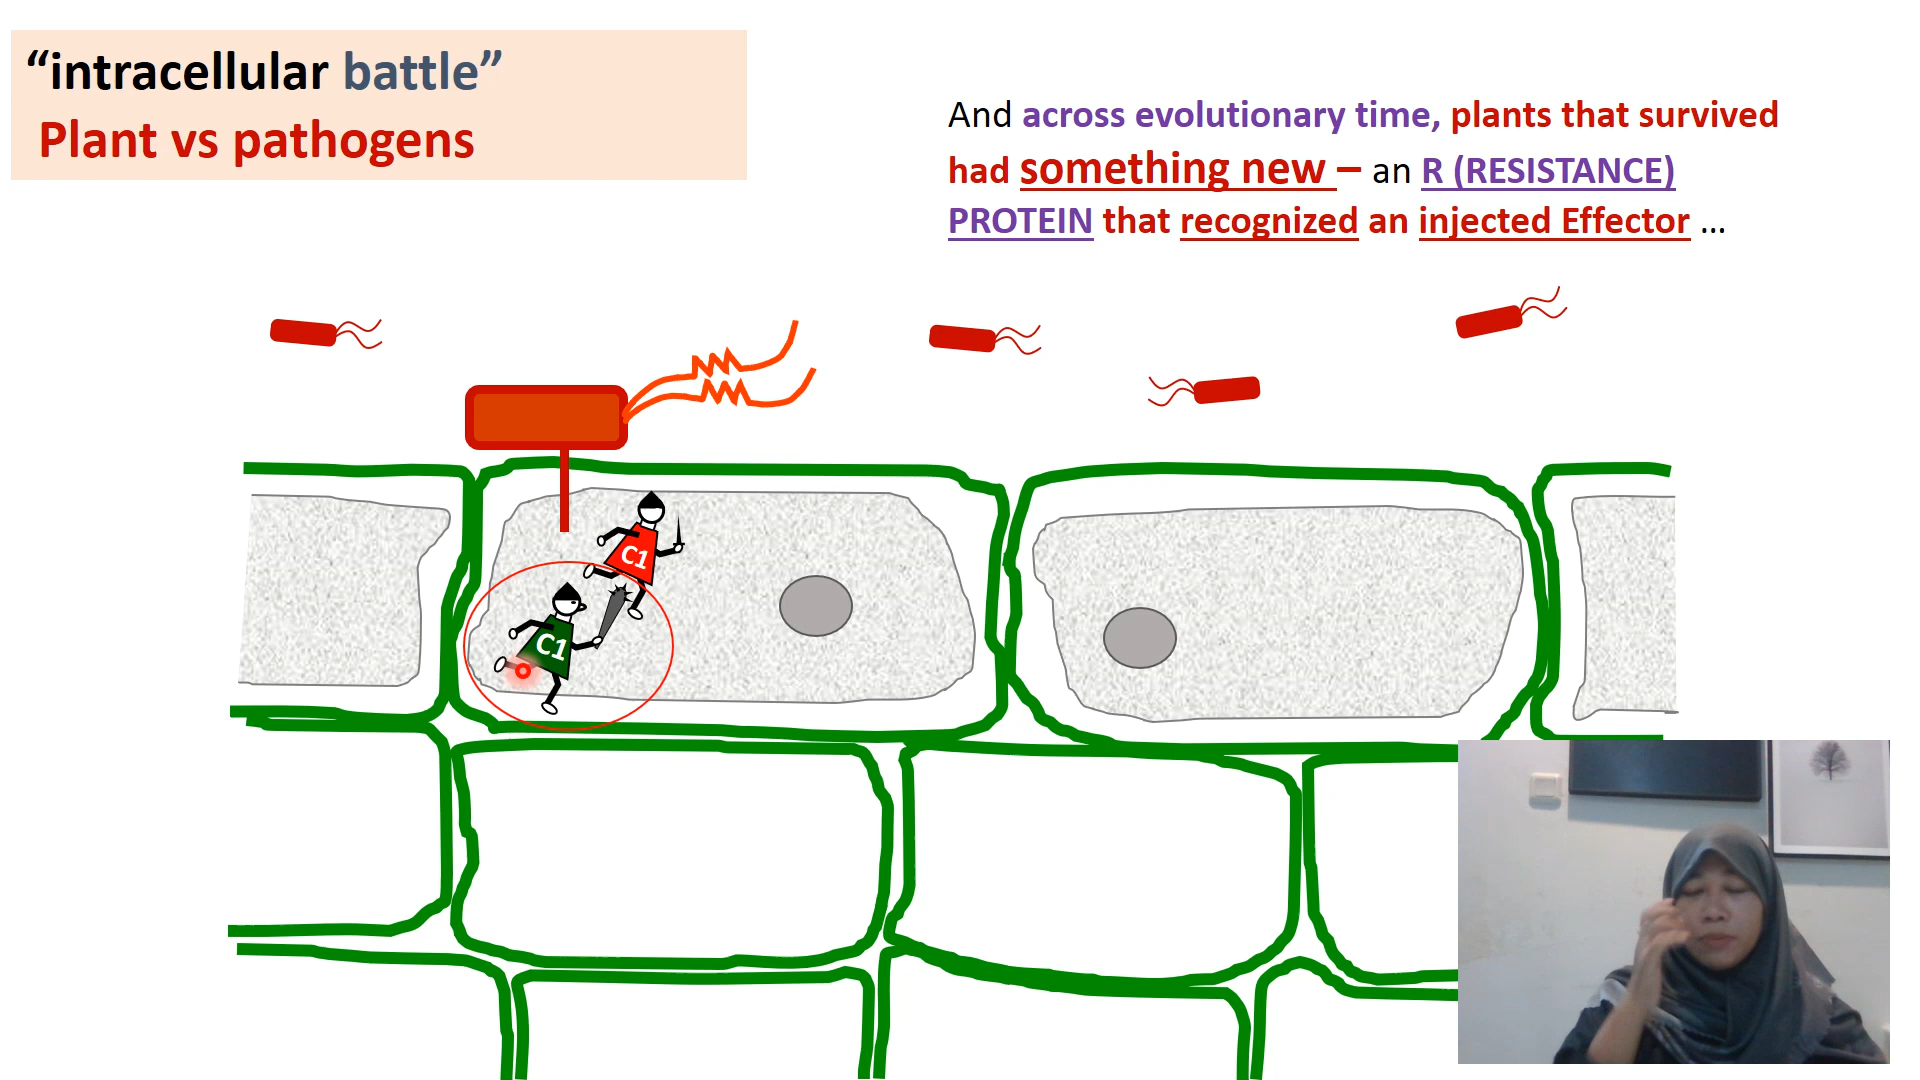 “intracellular battle”
Plant vs pathogens
And across evolutionary time, plants that survived
had something new – an R (RESISTANCE)
PROTEIN that recognized an injected Effector ...
C1
C1